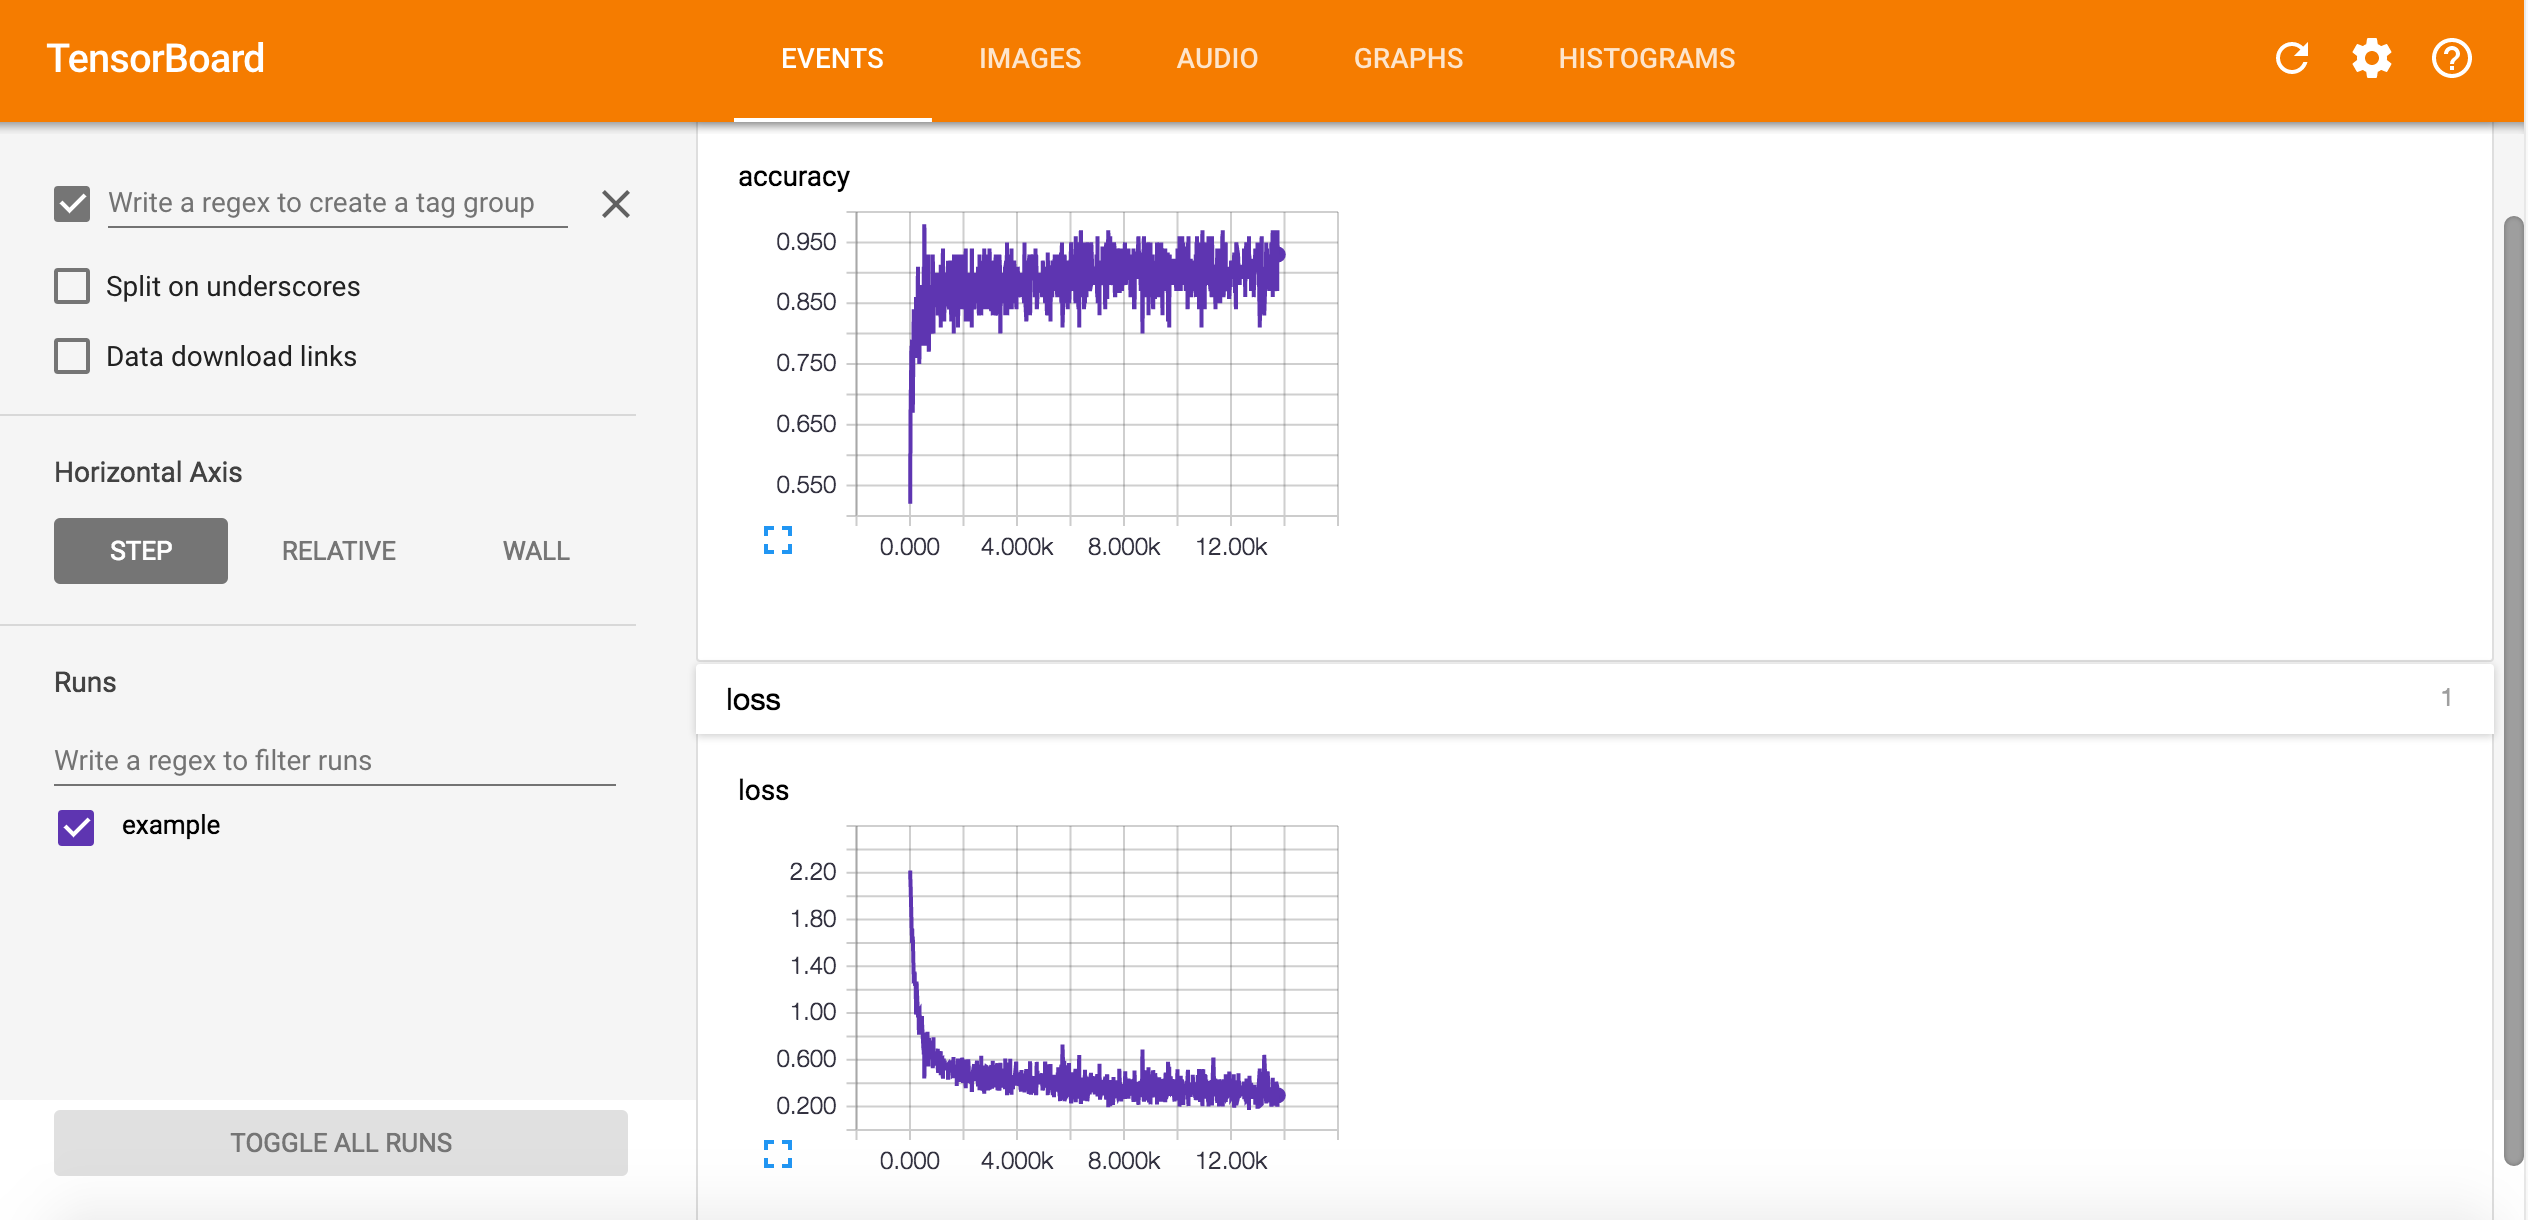 TensorBoard
EVENTS IMAGES AUDIO GRAPHS HISTOGRAMS
Write a regex to create a tag group
Split on underscores
Data download links
Horizontal Axis
STEP RELATIVE WALL
Runs
Write a regex to filter runs
example
TOGGLE ALL RUNS
accuracy
0.950
0.850
0.750
0.650
0.550
0.000 4.000k 8.000k 12.00k
loss 1
loss
2.20
1.80
1.40
1.00
0.600
0.200
0.000 4.000k 8.000k 12.00k